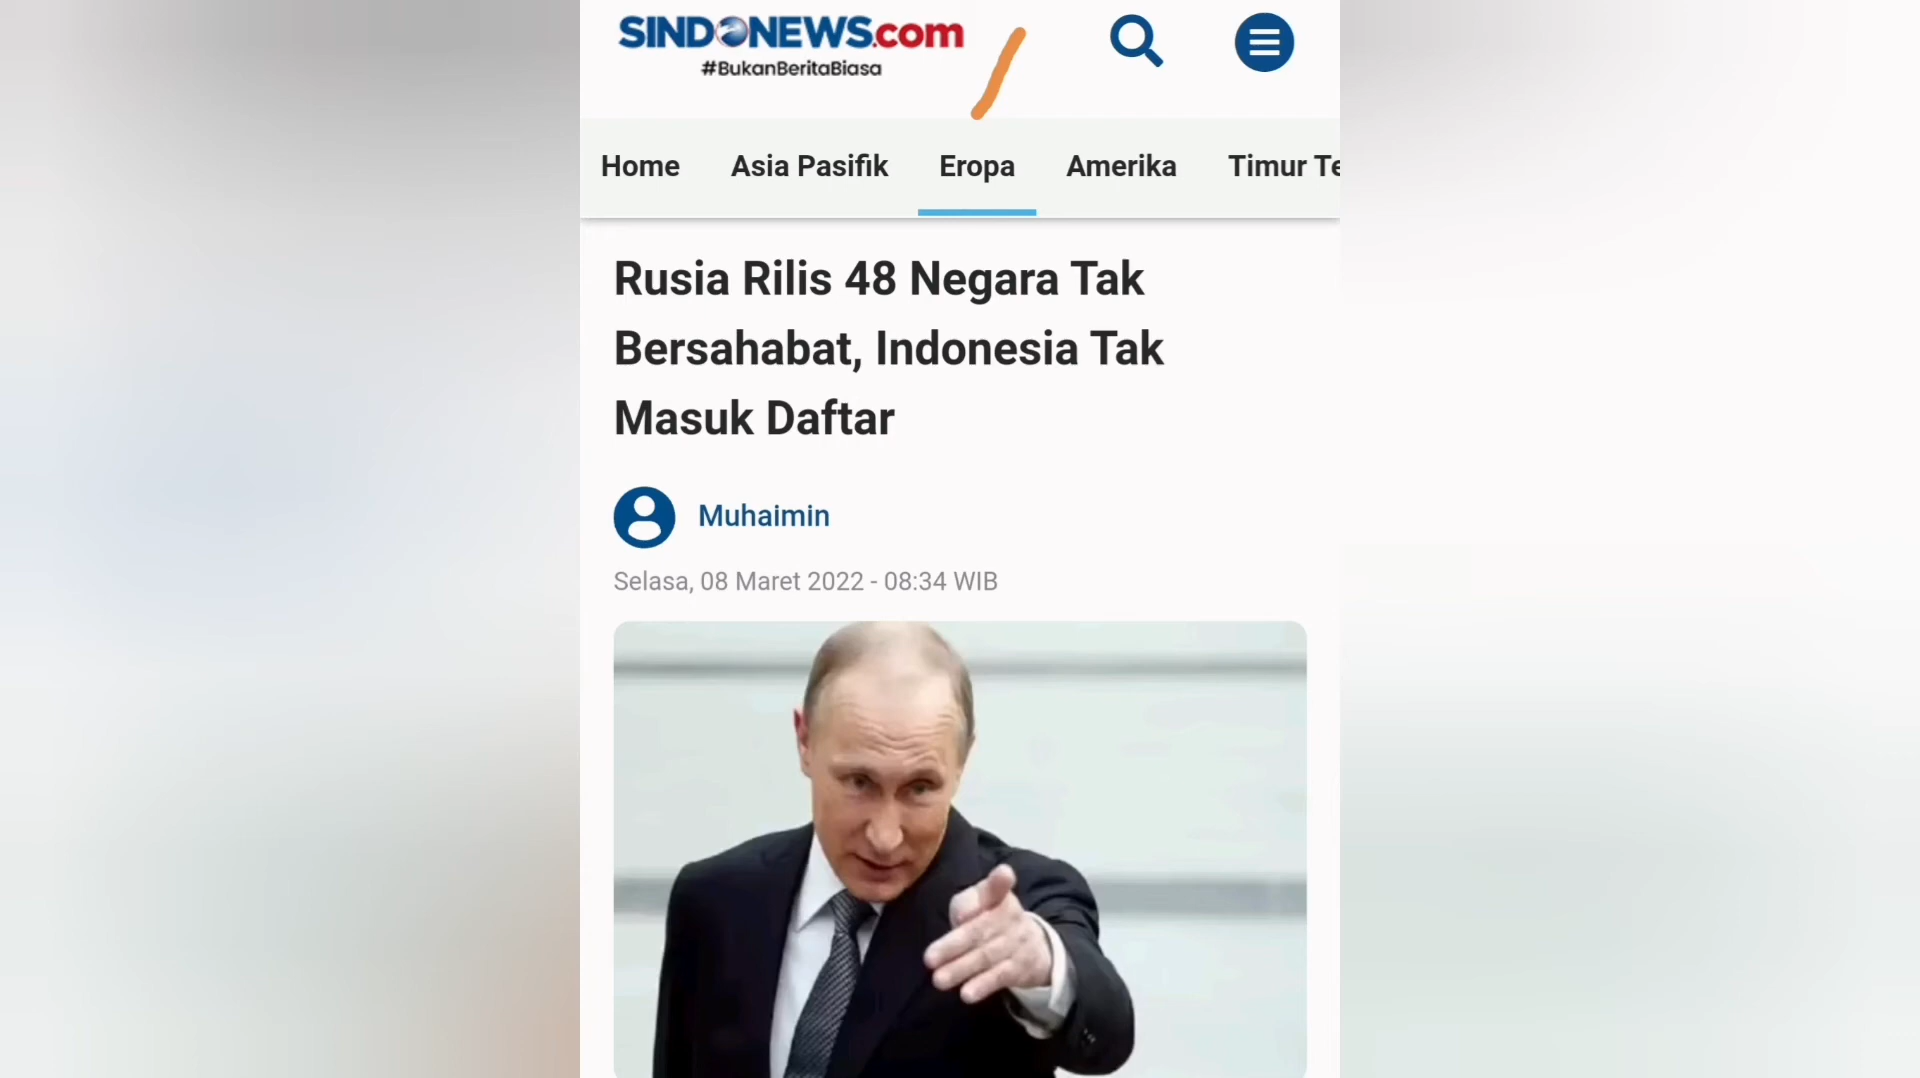 SINDONEWS.com
#BukanBeritaBiasa
Home Asia Pasifik Eropa Amerika Timur Te
Rusia Rilis 48 Negara Tak
Bersahabat, Indonesia Tak
Masuk Daftar
Muhaimin
Selasa, 08 Maret 2022 - 08:34 WIB